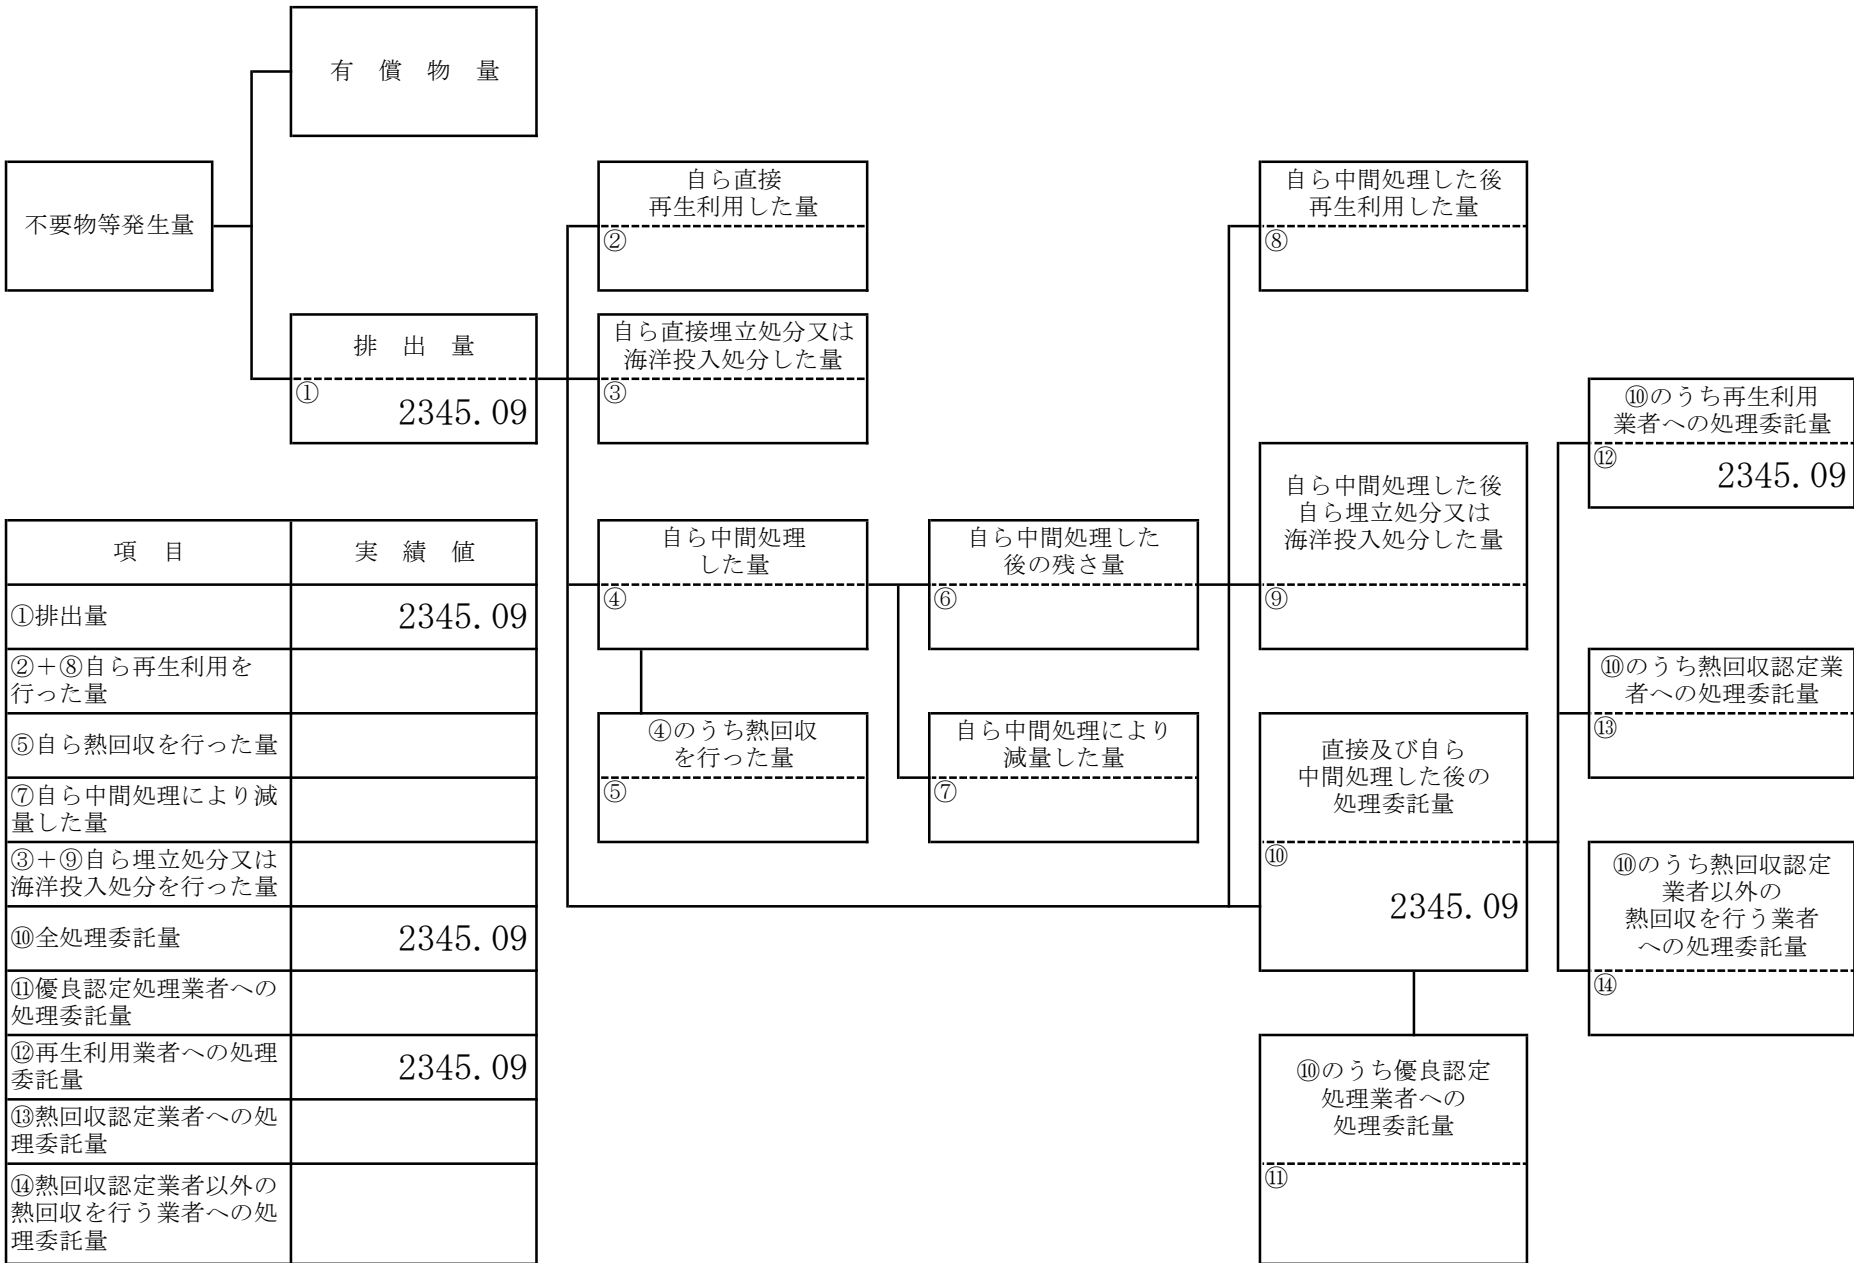 有 償 物 量
不要物等発生量
排 出 量
①
2345.09
自ら直接
再生利用した量
②
自ら直接埋立処分又は
海洋投入処分した量
③
自ら中間処理
した量
④
④のうち熱回収
を行った量
⑤
自ら中間処理した
後の残さ量
⑥
自ら中間処理により
減量した量
⑦
自ら中間処理した後
再生利用した量
⑧
自ら中間処理した後
自ら埋立処分又は
海洋投入処分した量
⑨
直接及び自ら
中間処理した後の
処理委託量
⑩
2345.09
⑩のうち優良認定
処理業者への
処理委託量
⑪
⑩のうち再生利用
業者への処理委託量
⑫
2345.09
⑩のうち熱回収認定業
者への処理委託量
⑬
⑩のうち熱回収認定
業者以外の
熱回収を行う業者
への処理委託量
⑭
項 目 実 績 値
①排出量 2345.09
②+⑧自ら再生利用を
行った量
⑤自ら熱回収を行った量
⑦自ら中間処理により減
量した量
③+⑨自ら埋立処分又は
海洋投入処分を行った量
⑩全処理委託量 2345.09
⑪優良認定処理業者への
処理委託量
⑫再生利用業者への処理
委託量 2345.09
⑬熱回収認定業者への処
理委託量
⑭熱回収認定業者以外の
熱回収を行う業者への処
理委託量